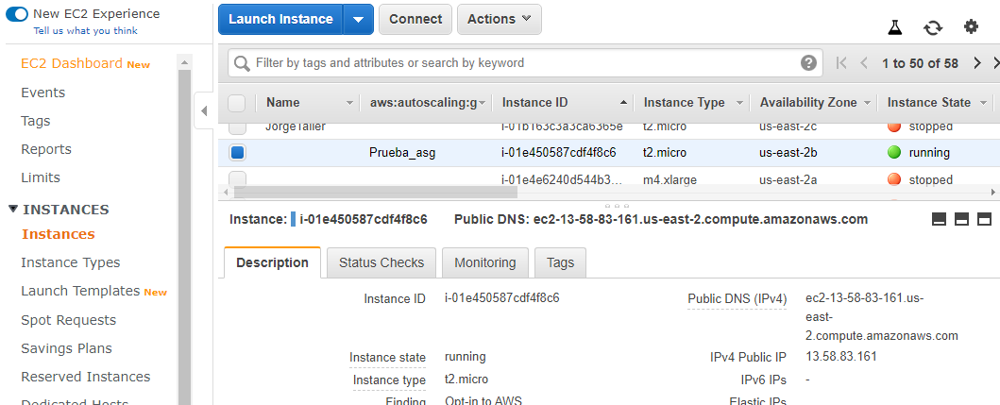 New EC2 Experience
Tell us what you think
EC2 Dashboard New
Events
Tags
Reports
Limits
INSTANCES
Instances
Instance Types
Launch Templates New
Spot Requests
Savings Plans
Reserved Instances
Dedicated Hosts
Launch Instance Connect Actions
Filter by tags and attributes or search by keyword 1 to 50 of 58
Name aws:autoscaling:g Instance ID Instance Type Availability Zone Instance State
JorgeTaller i-01b163c3a3ca6365e t2.micro us-east-2c stopped
Prueba_asg i-01e450587cdf4f8c6 t2.micro us-east-2b running
i-01e4e6240d544b3... m4.xlarge us-east-2a stopped
Instance: i-01e450587cdf4f8c6 Public DNS: ec2-13-58-83-161.us-east-2.compute.amazonaws.com
Description Status Checks Monitoring Tags
Instance ID i-01e450587cdf4f8c6 Public DNS (IPv4) ec2-13-58-83-161.us-
east-
2.compute.amazonaws.com
Instance state running IPv4 Public IP 13.58.83.161
Instance type t2.micro IPv6 IPs -
Finding Opt-in to AWS Elastic IPs